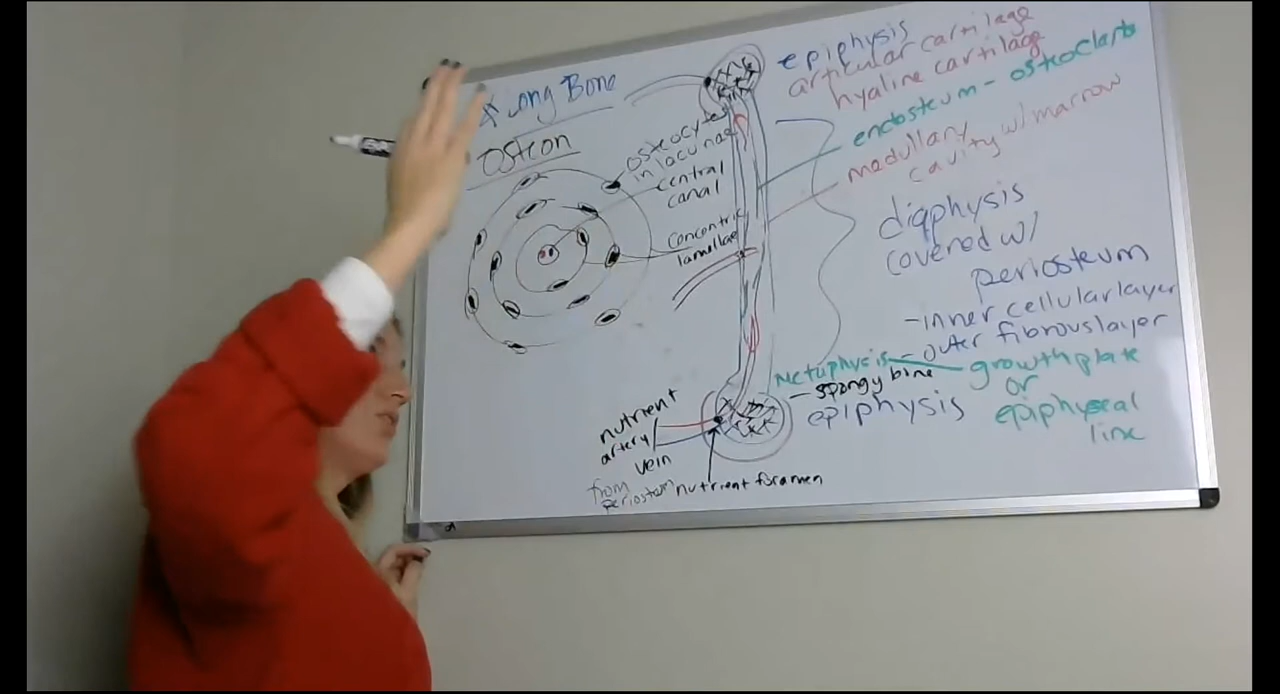 Long Bone
Osteon
osteocytes
in lacunae
central
canal
concentric
lamellae
epiphysis
articular cartilage
hyaline cartilage
endosteum - osteoclasts
medullary
cavity w/ marrow
diaphysis
covered w/
periosteum
- inner cellular layer
- outer fibrous layer
Metaphysis - growth plate
or
epiphyseal
line
- spongy bone
epiphysis
nutrient
artery/
vein
from
periosteum
nutrient foramen